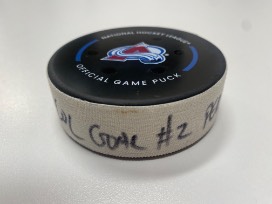 NATIONAL HOCKEY LEAGUE
OFFICIAL GAME PUCK
GOAL #2